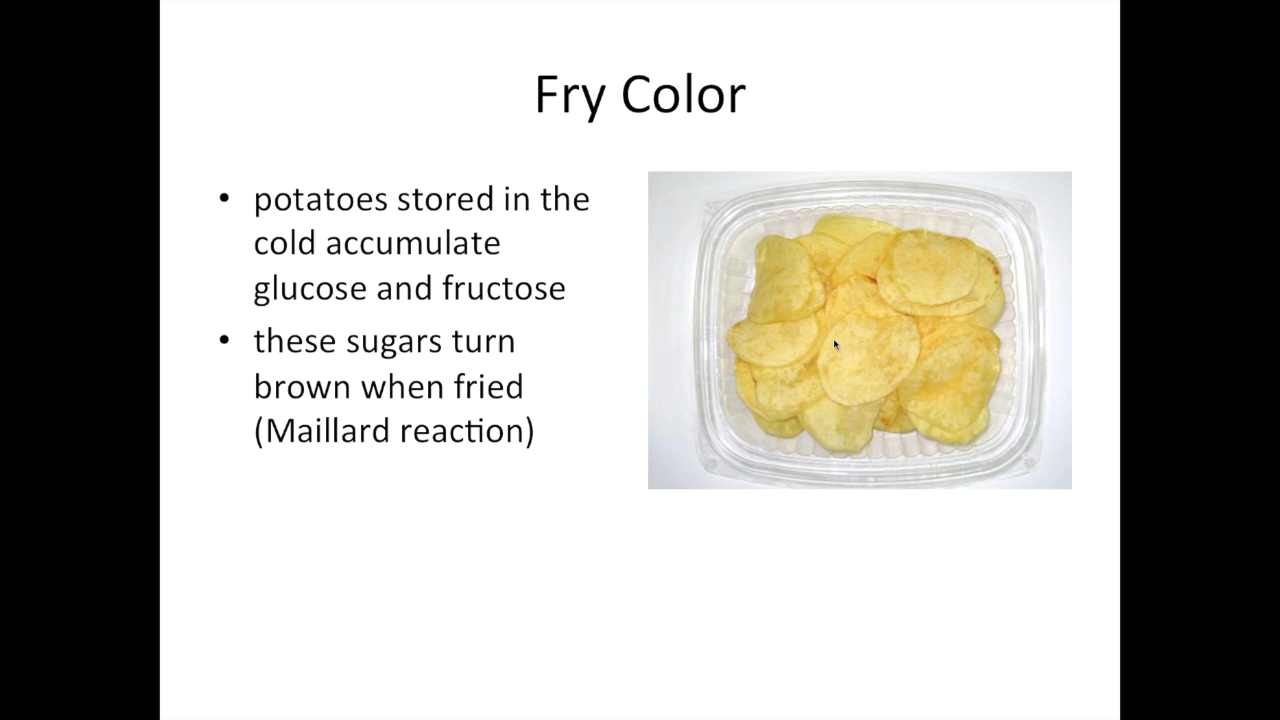 Fry Color
• potatoes stored in the
cold accumulate
glucose and fructose
• these sugars turn
brown when fried
(Maillard reaction)